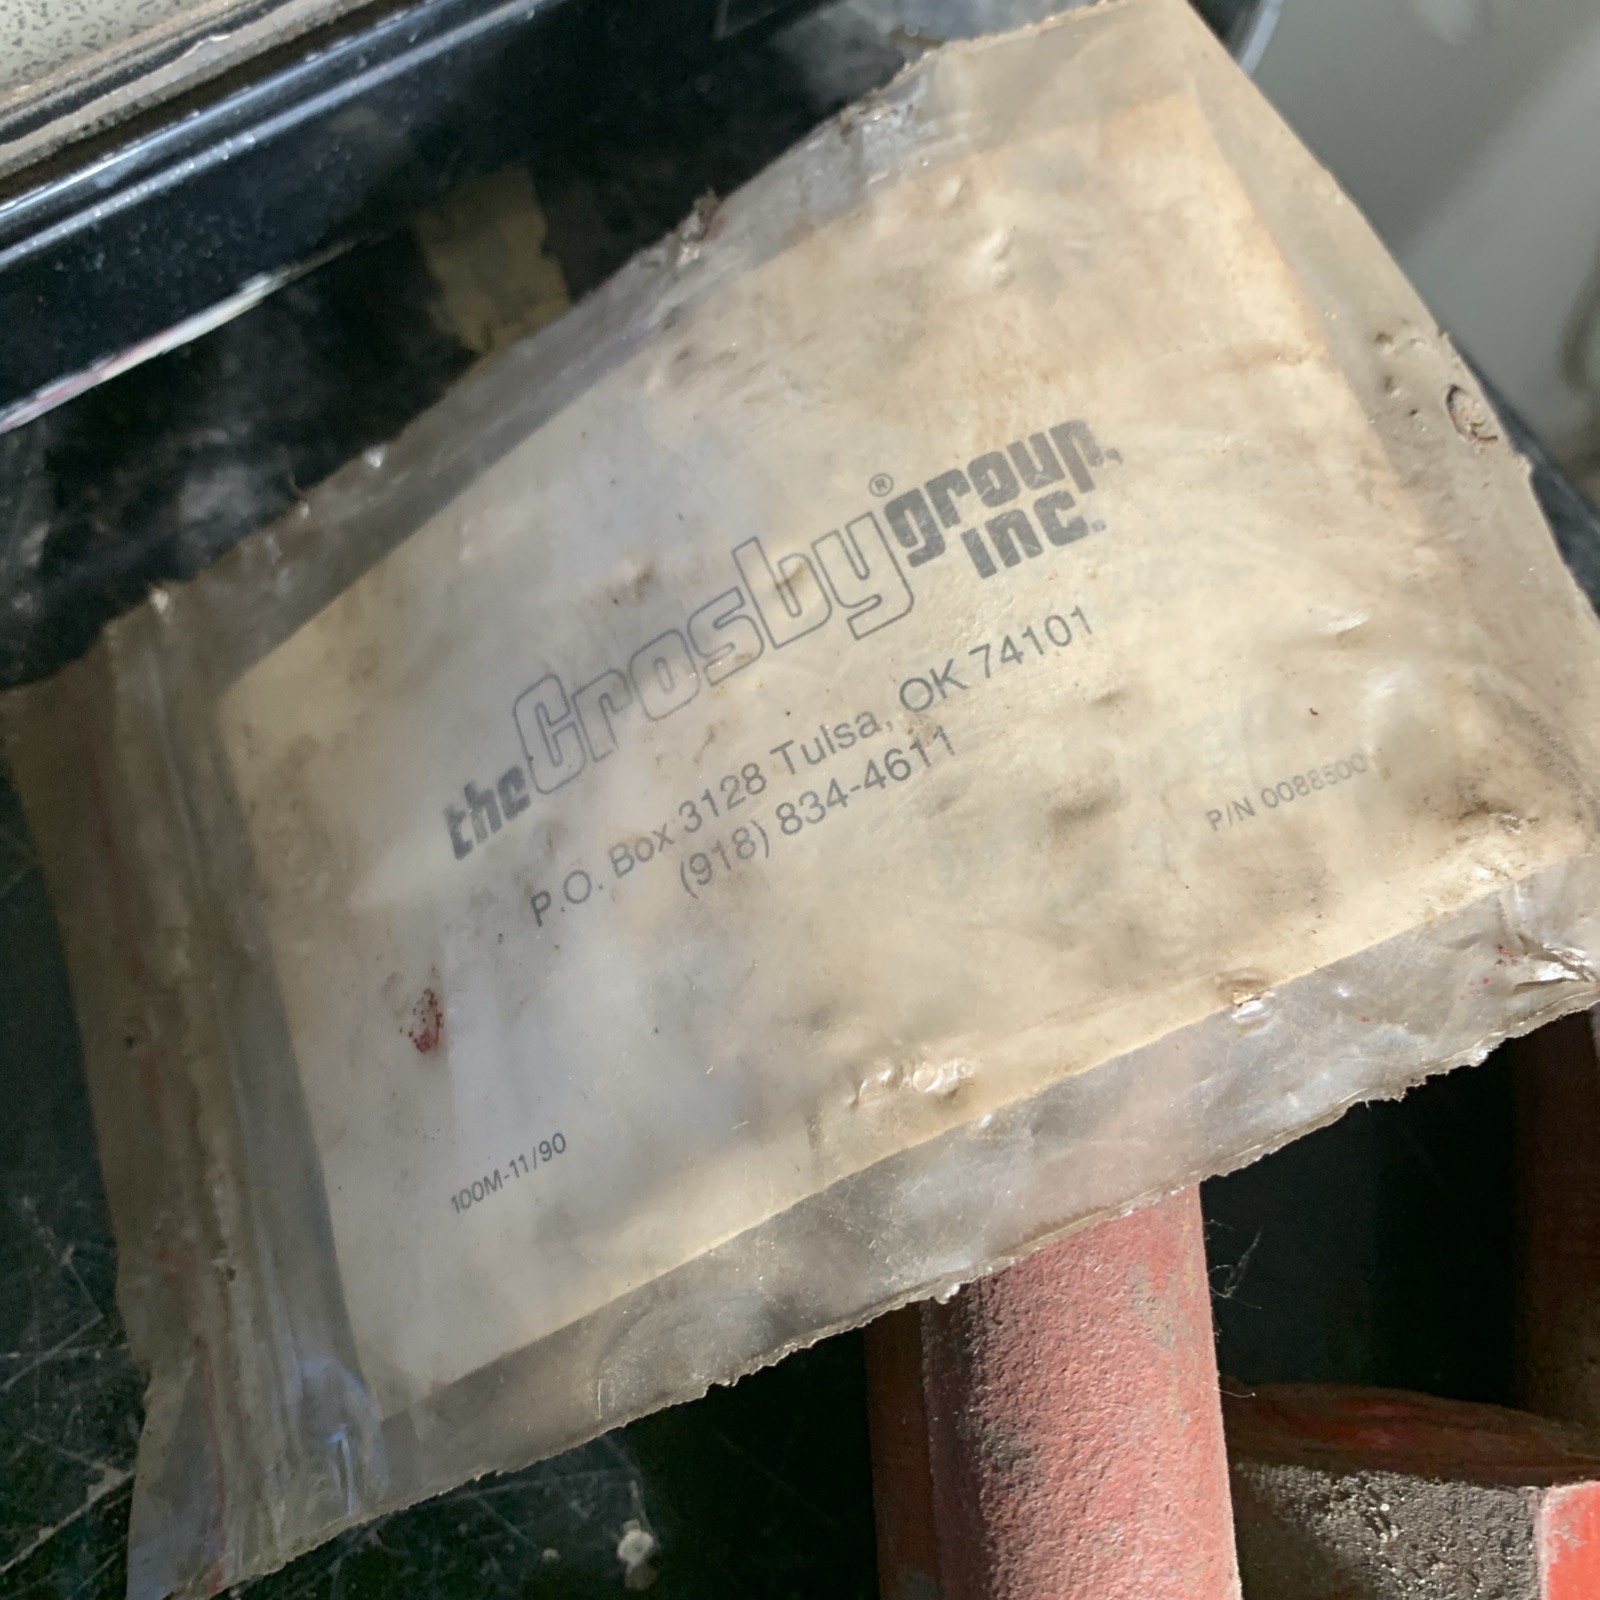 the Crosby® group, inc.
P.O. Box 3128 Tulsa, OK 74101
(918) 834-4611
P/N 0088500
100M-11/90